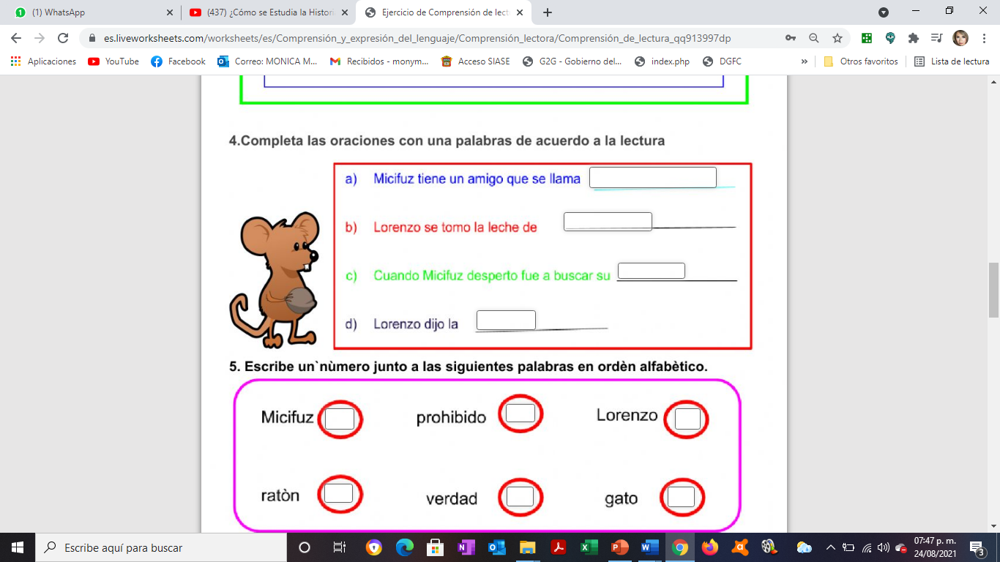 (1) WhatsApp
(437) ¿Cómo se Estudia la Histori
Ejercicio de Comprensión de lect
es.liveworksheets.com/worksheets/es/Comprensión_y_expresión_del_lenguaje/Comprensión_lectora/Comprensión_de_lectura_qq913997dp
Aplicaciones YouTube Facebook Correo: MONICA M... Recibidos - monym... Acceso SIASE G2G - Gobierno del... index.php DGFC » Otros favoritos Lista de lectura
4.Completa las oraciones con una palabras de acuerdo a la lectura
a) Micifuz tiene un amigo que se llama
b) Lorenzo se tomo la leche de
c) Cuando Micifuz desperto fue a buscar su
d) Lorenzo dijo la
5. Escribe un`nùmero junto a las siguientes palabras en ordèn alfabètico.
Micifuz prohibido Lorenzo
ratòn verdad gato
Escribe aquí para buscar
07:47 p. m.
24/08/2021
3